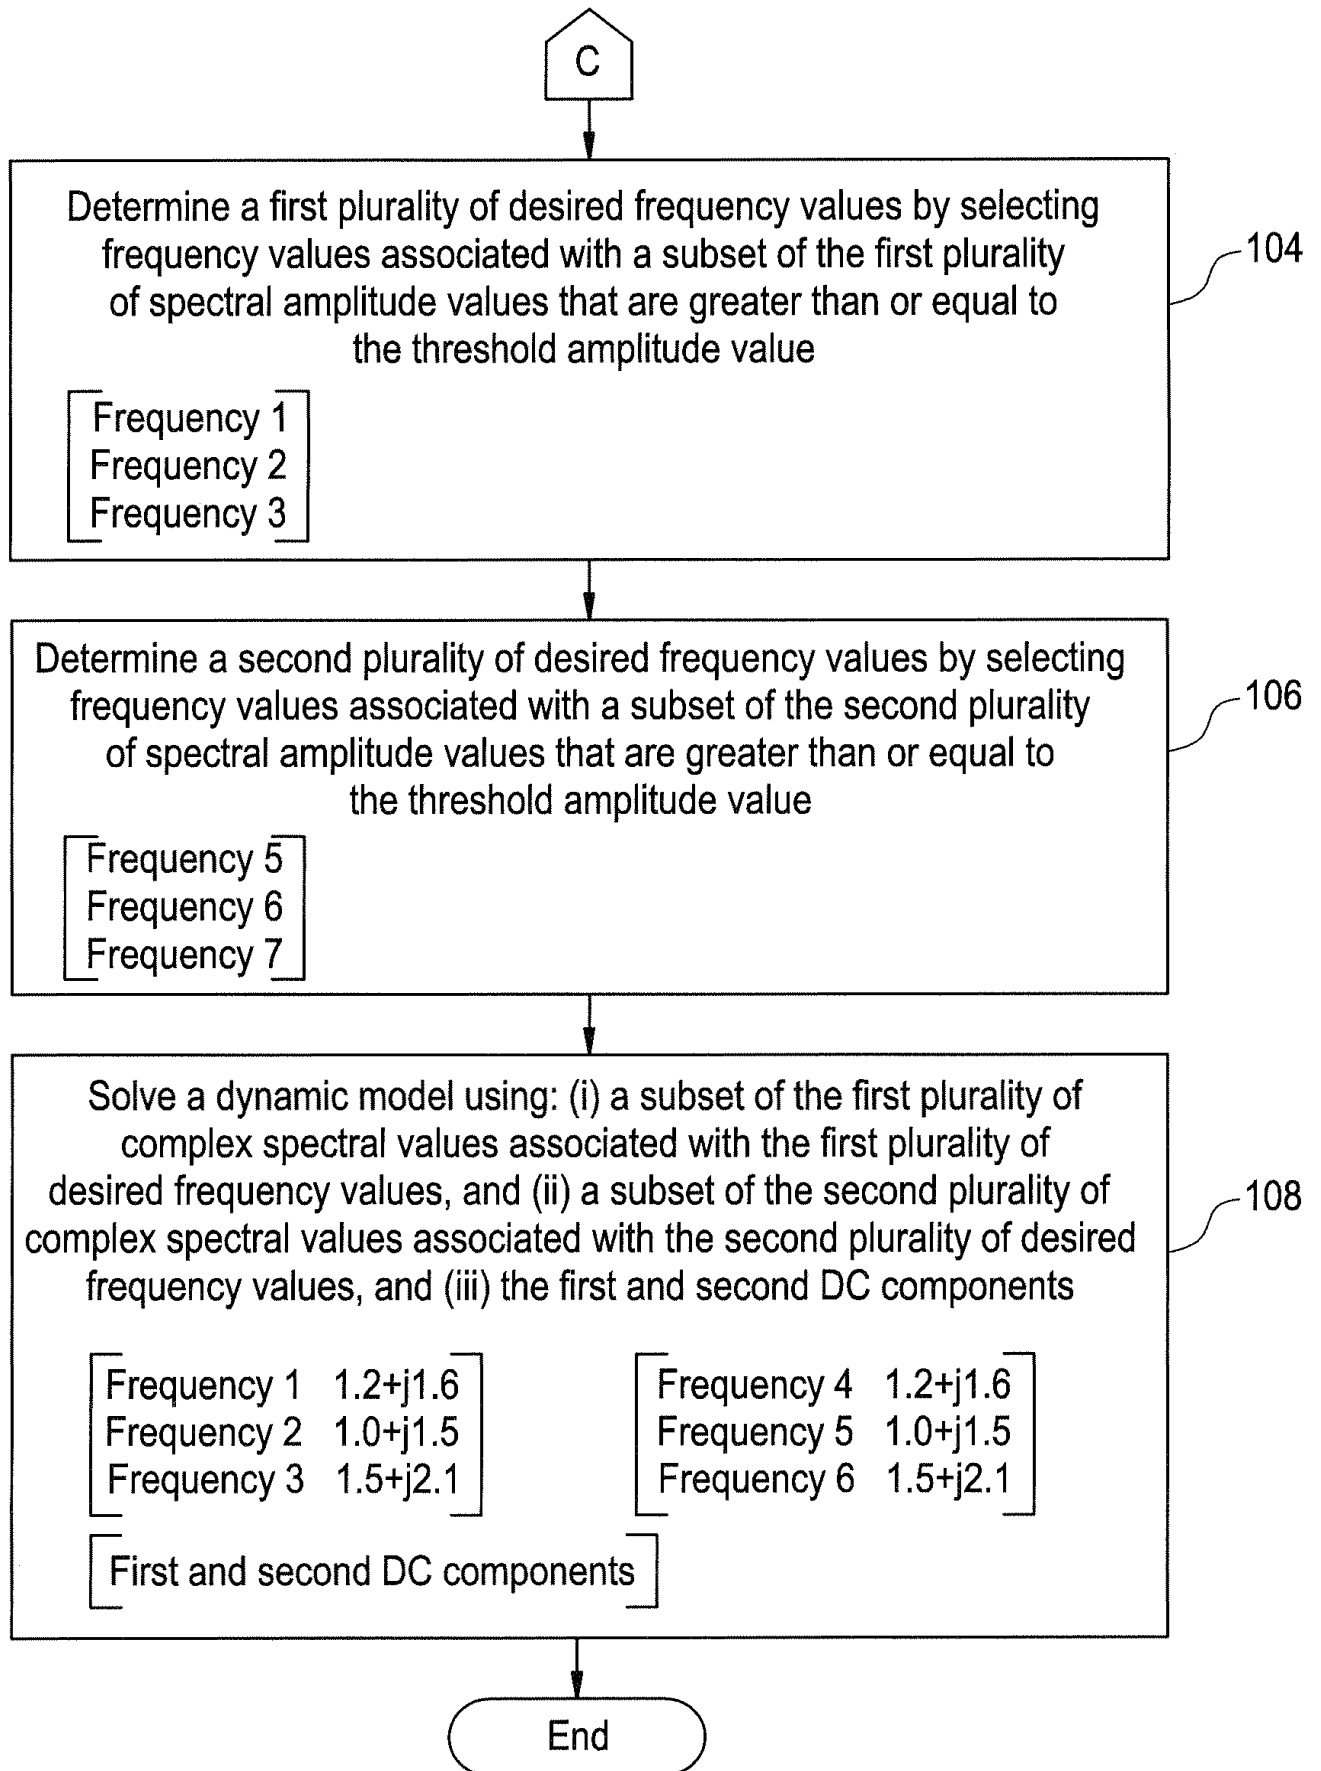 C
Determine a first plurality of desired frequency values by selecting
frequency values associated with a subset of the first plurality
of spectral amplitude values that are greater than or equal to
the threshold amplitude value
104
Frequency 1
Frequency 2
Frequency 3
Determine a second plurality of desired frequency values by selecting
frequency values associated with a subset of the second plurality
of spectral amplitude values that are greater than or equal to
the threshold amplitude value
106
Frequency 5
Frequency 6
Frequency 7
Solve a dynamic model using: (i) a subset of the first plurality of
complex spectral values associated with the first plurality of
desired frequency values, and (ii) a subset of the second plurality of
complex spectral values associated with the second plurality of desired
frequency values, and (iii) the first and second DC components
108
Frequency 1 1.2+j1.6
Frequency 2 1.0+j1.5
Frequency 3 1.5+j2.1
Frequency 4 1.2+j1.6
Frequency 5 1.0+j1.5
Frequency 6 1.5+j2.1
First and second DC components
End